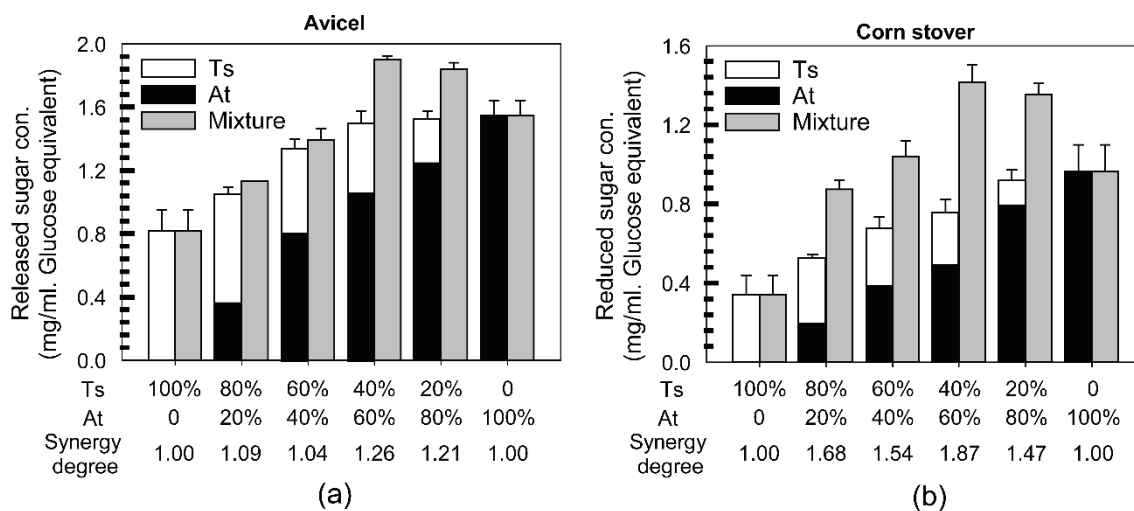 Avicel
Released sugar con.
(mg/ml. Glucose equivalent)
2.0
1.6
1.2
0.8
0.4
0.0
Ts
At
Mixture
Ts 100% 80% 60% 40% 20% 0
At 0 20% 40% 60% 80% 100%
Synergy
degree 1.00 1.09 1.04 1.26 1.21 1.00
(a)
Corn stover
Reduced sugar con.
(mg/ml. Glucose equivalent)
1.6
1.2
0.8
0.4
0.0
Ts
At
Mixture
Ts 100% 80% 60% 40% 20% 0
At 0 20% 40% 60% 80% 100%
Synergy
degree 1.00 1.68 1.54 1.87 1.47 1.00
(b)